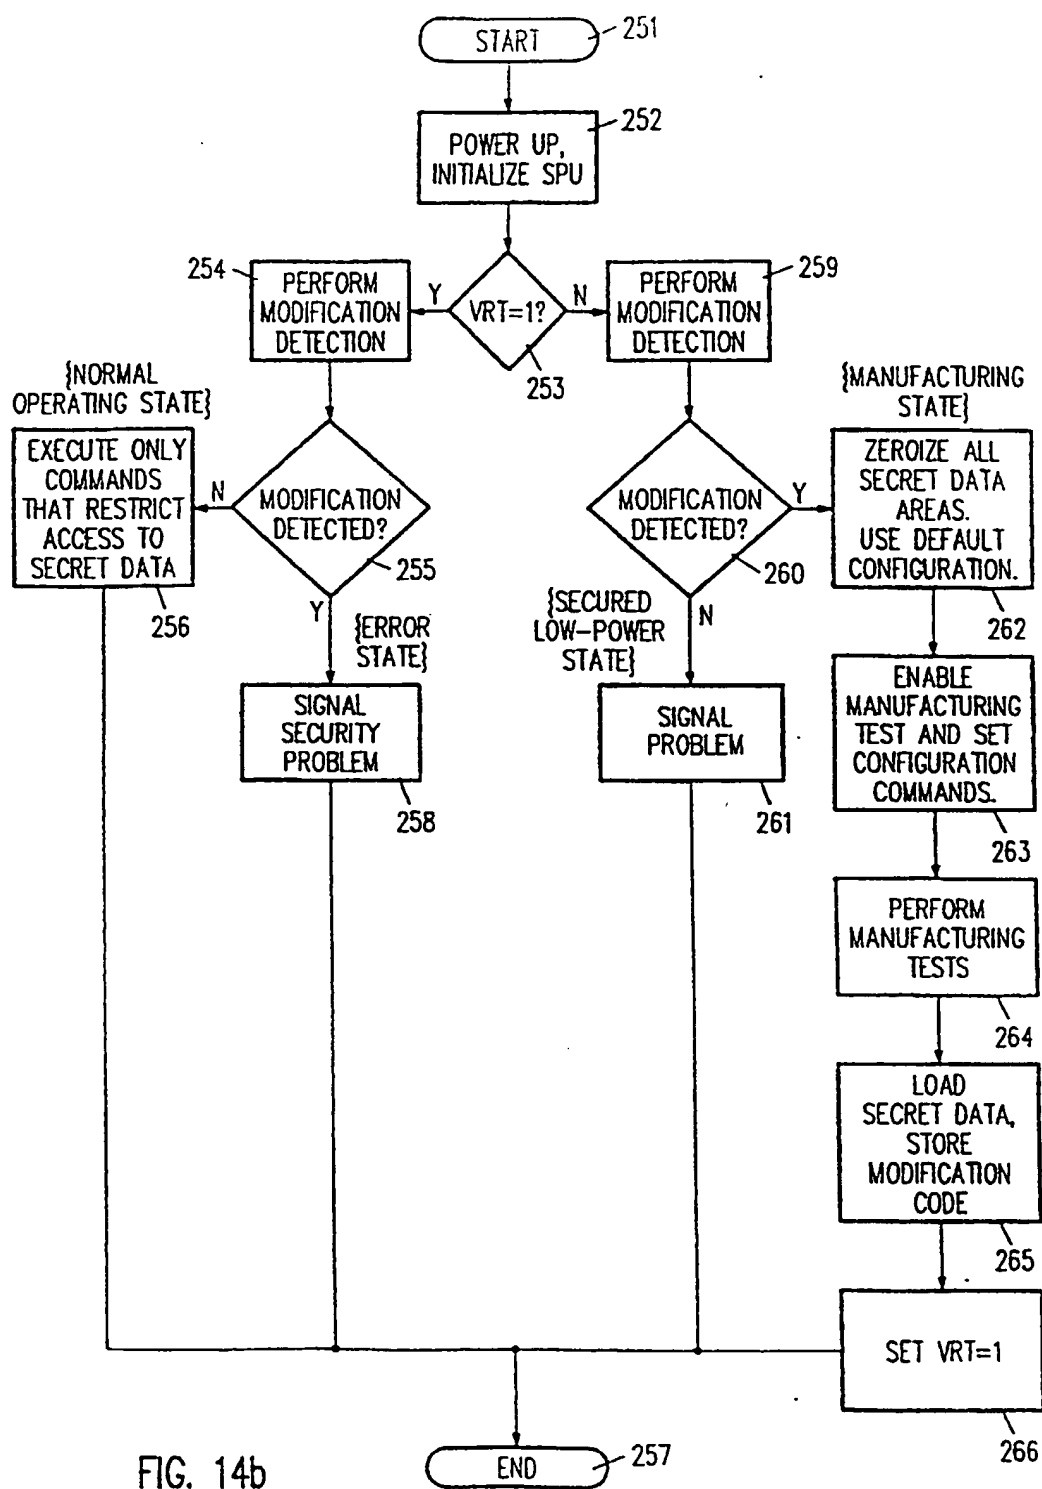 START
251
252
POWER UP,
INITIALIZE SPU
254
PERFORM
MODIFICATION
DETECTION
Y
VRT=1?
N
253
259
PERFORM
MODIFICATION
DETECTION
{NORMAL
OPERATING STATE}
EXECUTE ONLY
COMMANDS
THAT RESTRICT
ACCESS TO
SECRET DATA
256
N
MODIFICATION
DETECTED?
255
Y
{ERROR
STATE}
SIGNAL
SECURITY
PROBLEM
258
MODIFICATION
DETECTED?
260
Y
N
{SECURED
LOW-POWER
STATE}
SIGNAL
PROBLEM
261
{MANUFACTURING
STATE}
ZEROIZE ALL
SECRET DATA
AREAS.
USE DEFAULT
CONFIGURATION.
262
ENABLE
MANUFACTURING
TEST AND SET
CONFIGURATION
COMMANDS.
263
PERFORM
MANUFACTURING
TESTS
264
LOAD
SECRET DATA,
STORE
MODIFICATION
CODE
265
SET VRT=1
266
END
257
FIG. 14b